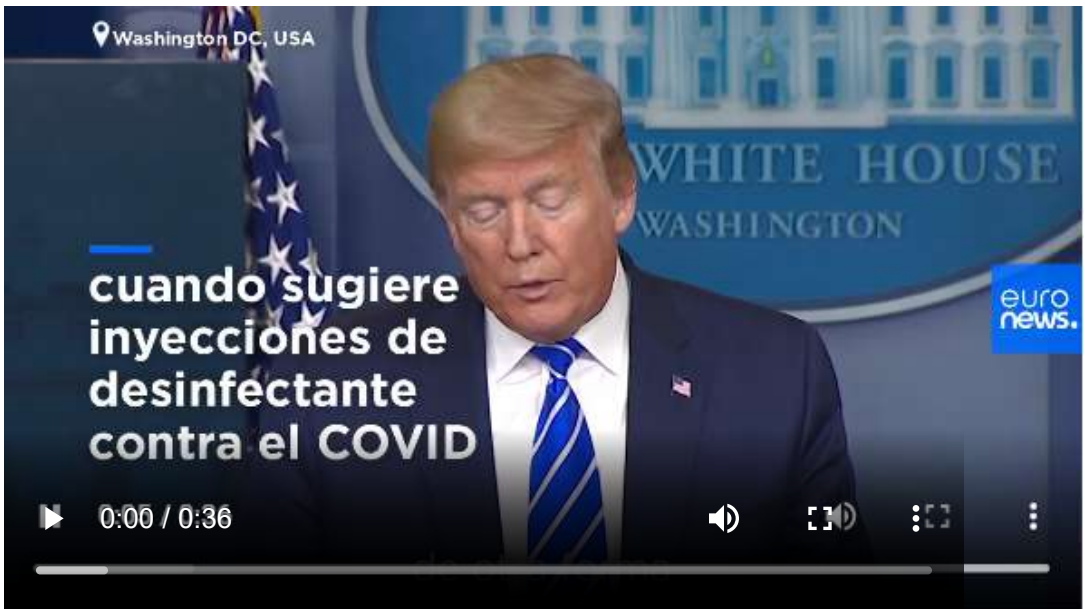 Washington DC, USA
WHITE HOUSE
WASHINGTON
cuando sugiere
inyecciones de
desinfectante
contra el COVID
euro
news.
0:00 / 0:36